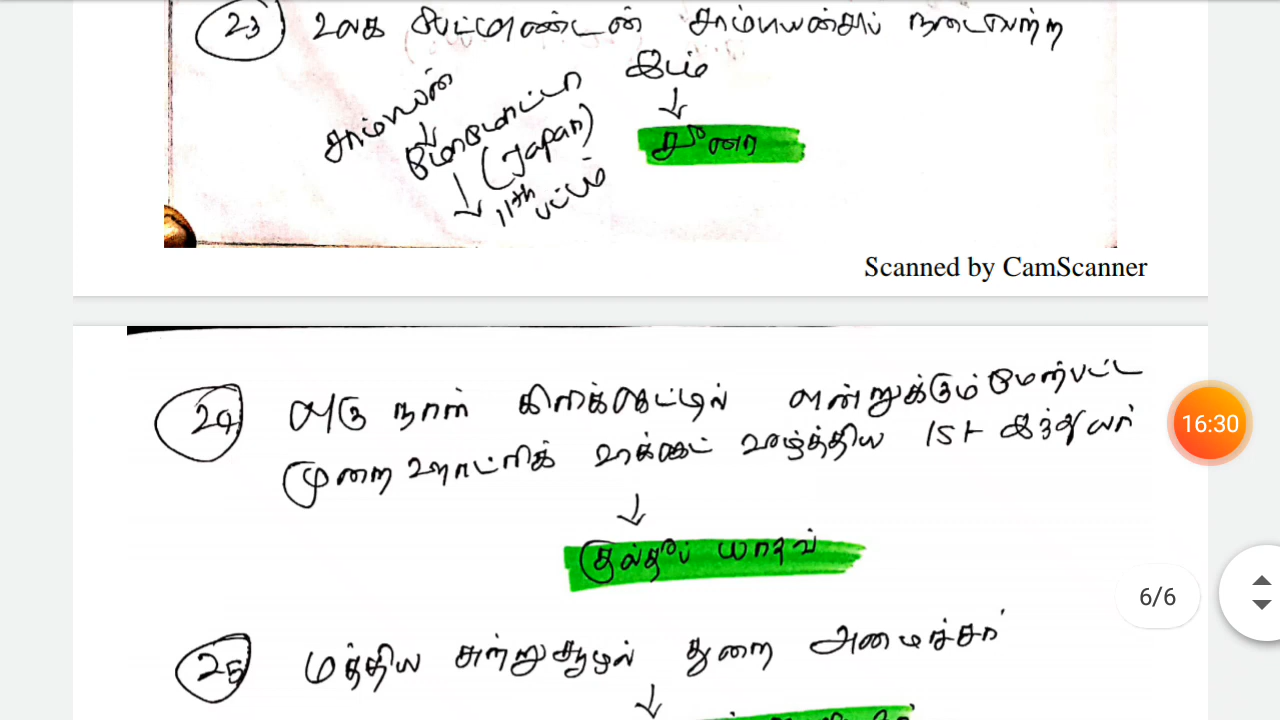 23 உலக பேட்மிண்டன் சாம்பியன்சிப் நடைபெற்ற
இடம்
↓
சாம்பியன்
↓
மோமோட்டா
(Japan)
↓
11th
பட்டம்
Scanned by CamScanner
24 ஒரு நாள் கிரிக்கெட்டில் ஒன்றுக்கும் மேற்பட்ட
முறை ஹாட்ரிக் விக்கெட் வீழ்த்திய 1st இந்தியர்
↓
குல்தீப் யாதவ்
16:30
6/6
25 மத்திய சுற்றுசூழல் துறை அமைச்சர்
↓